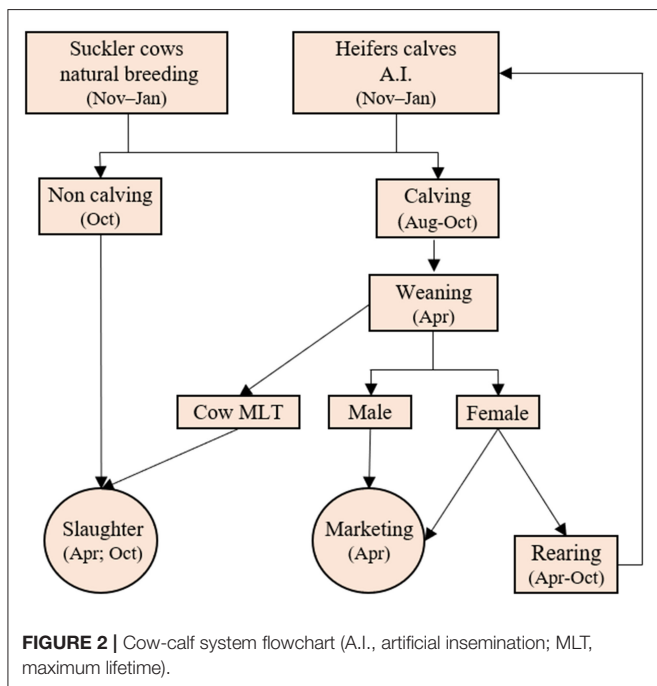 Suckler cows
natural breeding
(Nov–Jan)
Heifers calves
A.I.
(Nov–Jan)
Non calving
(Oct)
Calving
(Aug-Oct)
Weaning
(Apr)
Cow MLT
Male
Female
Slaughter
(Apr; Oct)
Marketing
(Apr)
Rearing
(Apr-Oct)
FIGURE 2 | Cow-calf system flowchart (A.I., artificial insemination; MLT,
maximum lifetime).